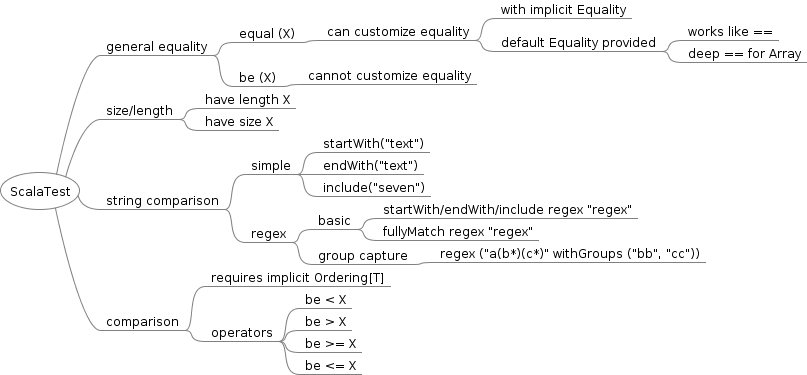 ScalaTest
general equality
equal (X)
can customize equality
with implicit Equality
default Equality provided
works like ==
deep == for Array
be (X)
cannot customize equality
size/length
have length X
have size X
string comparison
simple
startWith("text")
endWith("text")
include("seven")
regex
basic
startWith/endWith/include regex "regex"
fullyMatch regex "regex"
group capture
regex ("a(b*)(c*)" withGroups ("bb", "cc"))
comparison
requires implicit Ordering[T]
operators
be < X
be > X
be >= X
be <= X